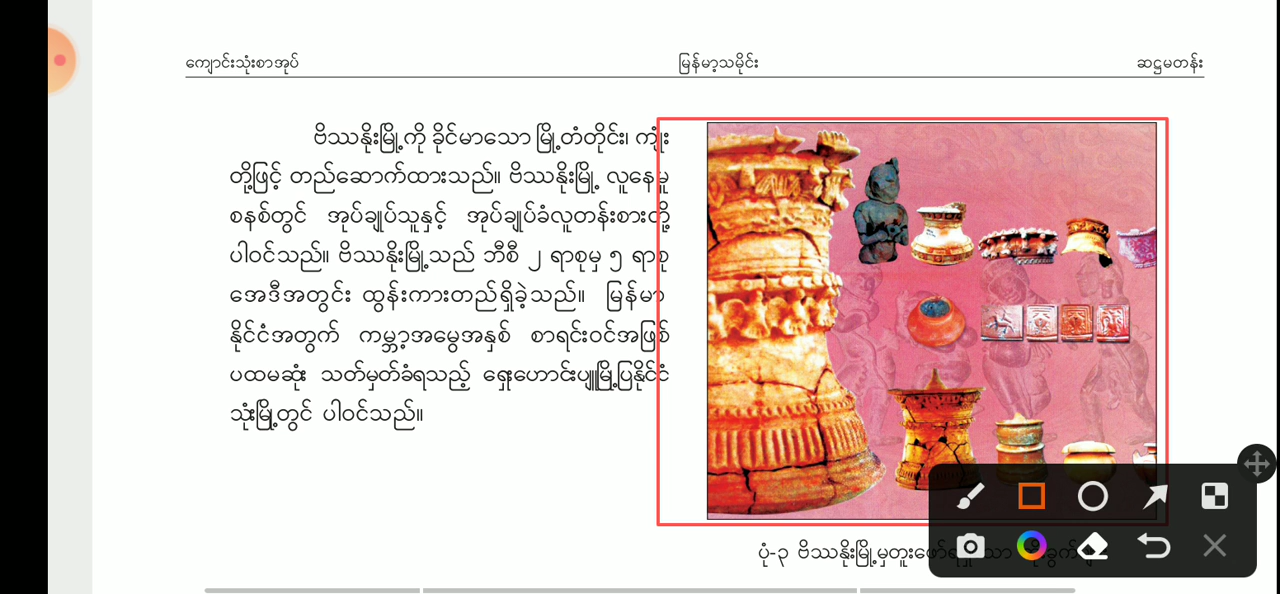 ကျောင်းသုံးစာအုပ် မြန်မာ့သမိုင်း ဆဋ္ဌမတန်း
ဗိဿနိုးမြို့ကို ခိုင်မာသော မြို့တံတိုင်း၊ ကျုံး
တို့ဖြင့် တည်ဆောက်ထားသည်။ ဗိဿနိုးမြို့ လူနေမှု
စနစ်တွင် အုပ်ချုပ်သူနှင့် အုပ်ချုပ်ခံလူတန်းစားတို့
ပါဝင်သည်။ ဗိဿနိုးမြို့သည် ဘီစီ ၂ ရာစုမှ ၅ ရာစု
အေဒီအတွင်း ထွန်းကားတည်ရှိခဲ့သည်။ မြန်မာ
နိုင်ငံအတွက် ကမ္ဘာ့အမွေအနှစ် စာရင်းဝင်အဖြစ်
ပထမဆုံး သတ်မှတ်ခံရသည့် ရှေးဟောင်းပျူမြို့ပြနိုင်ငံ
သုံးမြို့တွင် ပါဝင်သည်။
ပုံ-၃ ဗိဿနိုးမြို့မှတူးဖော်